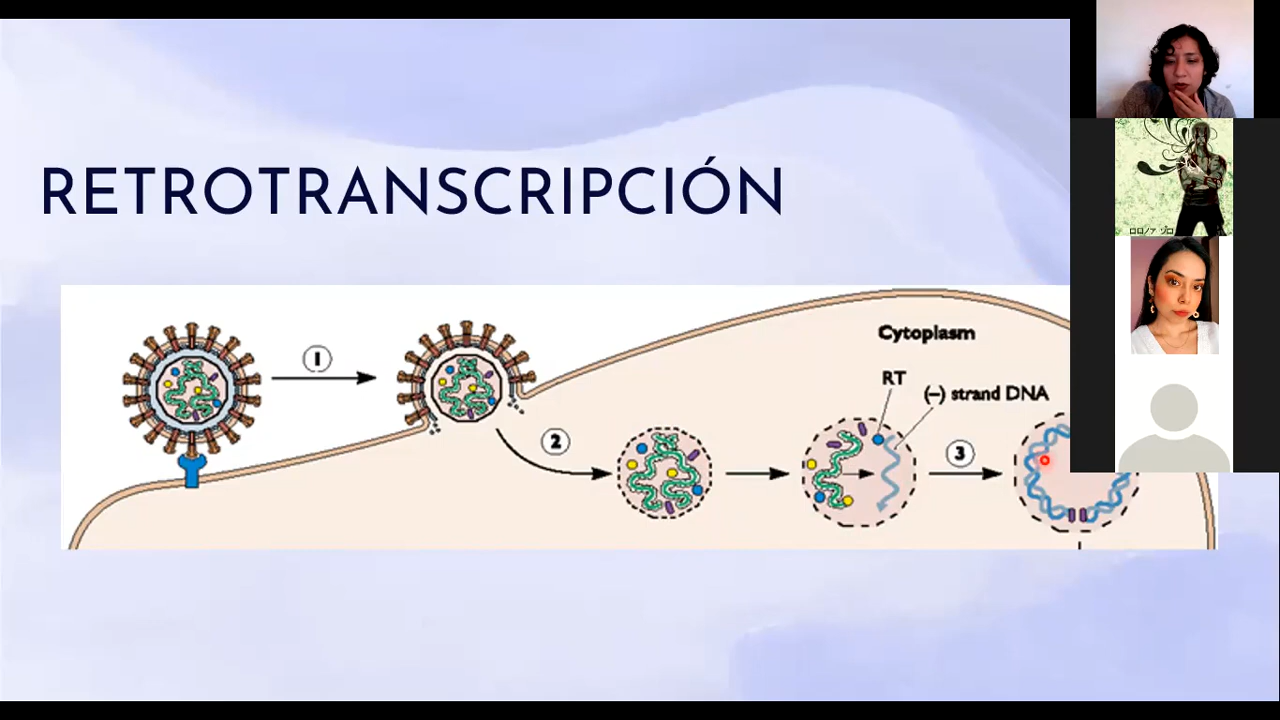 RETROTRANSCRIPCIÓN
Cytoplasm
RT
(–) strand DNA
1
2
3